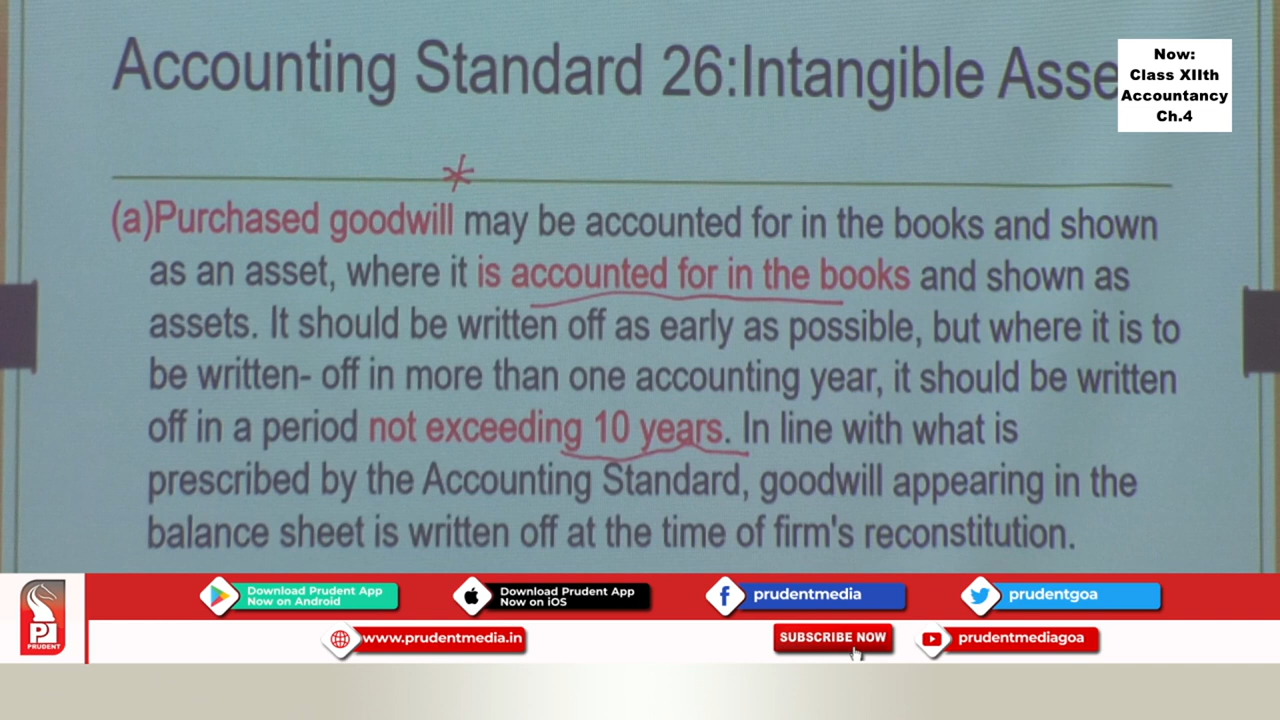 Accounting Standard 26:Intangible Asse
Now:
Class XIIth
Accountancy
Ch.4
(a)Purchased goodwill may be accounted for in the books and shown
as an asset, where it is accounted for in the books and shown as
assets. It should be written off as early as possible, but where it is to
be written- off in more than one accounting year, it should be written
off in a period not exceeding 10 years. In line with what is
prescribed by the Accounting Standard, goodwill appearing in the
balance sheet is written off at the time of firm's reconstitution.
Download Prudent App
Now on Android
Download Prudent App
Now on iOS
prudentmedia
prudentgoa
PRUDENT
www.prudentmedia.in
SUBSCRIBE NOW
prudentmediagoa